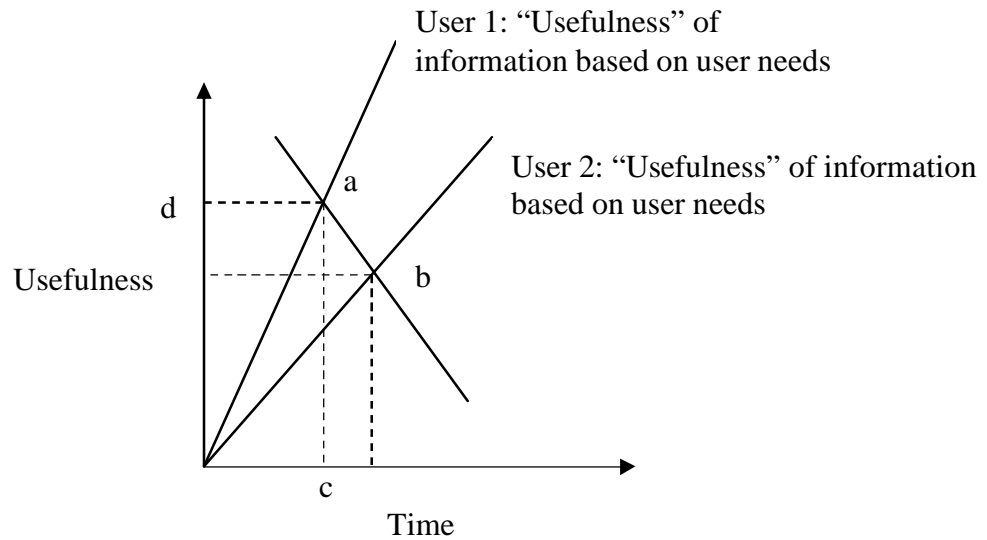 User 1: “Usefulness” of
information based on user needs
User 2: “Usefulness” of information
based on user needs
a
d
Usefulness
b
c
Time